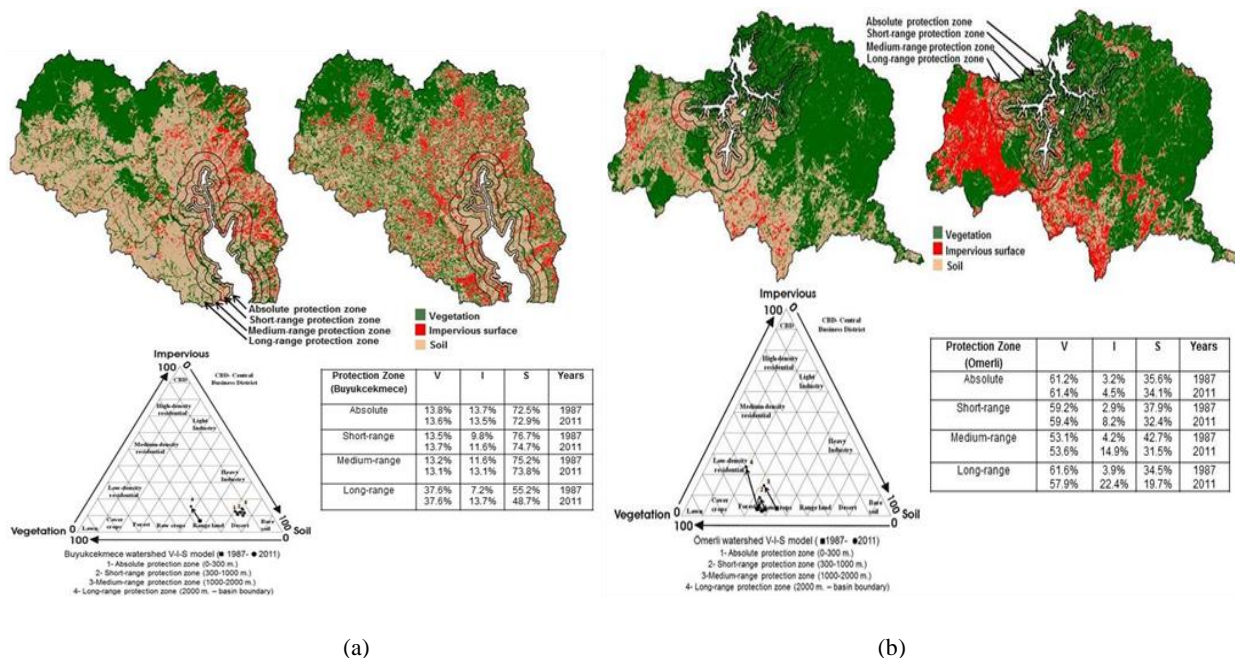 Absolute protection zone
Short-range protection zone
Medium-range protection zone
Long-range protection zone
Vegetation
Impervious surface
Soil
Impervious
100
0
CBD- Central
Business District
CBD
High-density
residential
Light
Industry
Medium-density
residential
Heavy
Industry
Low-density
residential
Vegetation
0
Lawn
Cover
crops
Forest
Raw crops
Range land
Desert
Bare
soil
100
Soil
100
0
Buyukcekmece watershed V-I-S model (■ 1987- ● 2011)
1- Absolute protection zone (0-300 m.)
2- Short-range protection zone (300-1000 m.)
3-Medium-range protection zone (1000-2000 m.)
4- Long-range protection zone (2000 m. – basin boundary)
Protection Zone V I S Years
(Buyukcekmece)
Absolute 13.8% 13.7% 72.5% 1987
13.6% 13.5% 72.9% 2011
Short-range 13.5% 9.8% 76.7% 1987
13.7% 11.6% 74.7% 2011
Medium-range 13.2% 11.6% 75.2% 1987
13.1% 13.1% 73.8% 2011
Long-range 37.6% 7.2% 55.2% 1987
37.6% 13.7% 48.7% 2011
(a)
Absolute protection zone
Short-range protection zone
Medium-range protection zone
Long-range protection zone
Vegetation
Impervious surface
Soil
Impervious
100
0
CBD- Central
Business District
CBD
High-density
residential
Light
Industry
Medium-density
residential
Heavy
Industry
Low-density
residential
Vegetation
0
Lawn
Cover
crops
Forest
Range land
Desert
Bare
soil
100
Soil
100
0
Ömerli watershed V-I-S model (■1987- ●2011)
1- Absolute protection zone (0-300 m.)
2- Short-range protection zone (300-1000 m.)
3-Medium-range protection zone (1000-2000 m.)
4- Long-range protection zone (2000 m. – basin boundary)
Protection Zone V I S Years
(Omerli)
Absolute 61.2% 3.2% 35.6% 1987
61.4% 4.5% 34.1% 2011
Short-range 59.2% 2.9% 37.9% 1987
59.4% 8.2% 32.4% 2011
Medium-range 53.1% 4.2% 42.7% 1987
53.6% 14.9% 31.5% 2011
Long-range 61.6% 3.9% 34.5% 1987
57.9% 22.4% 19.7% 2011
(b)